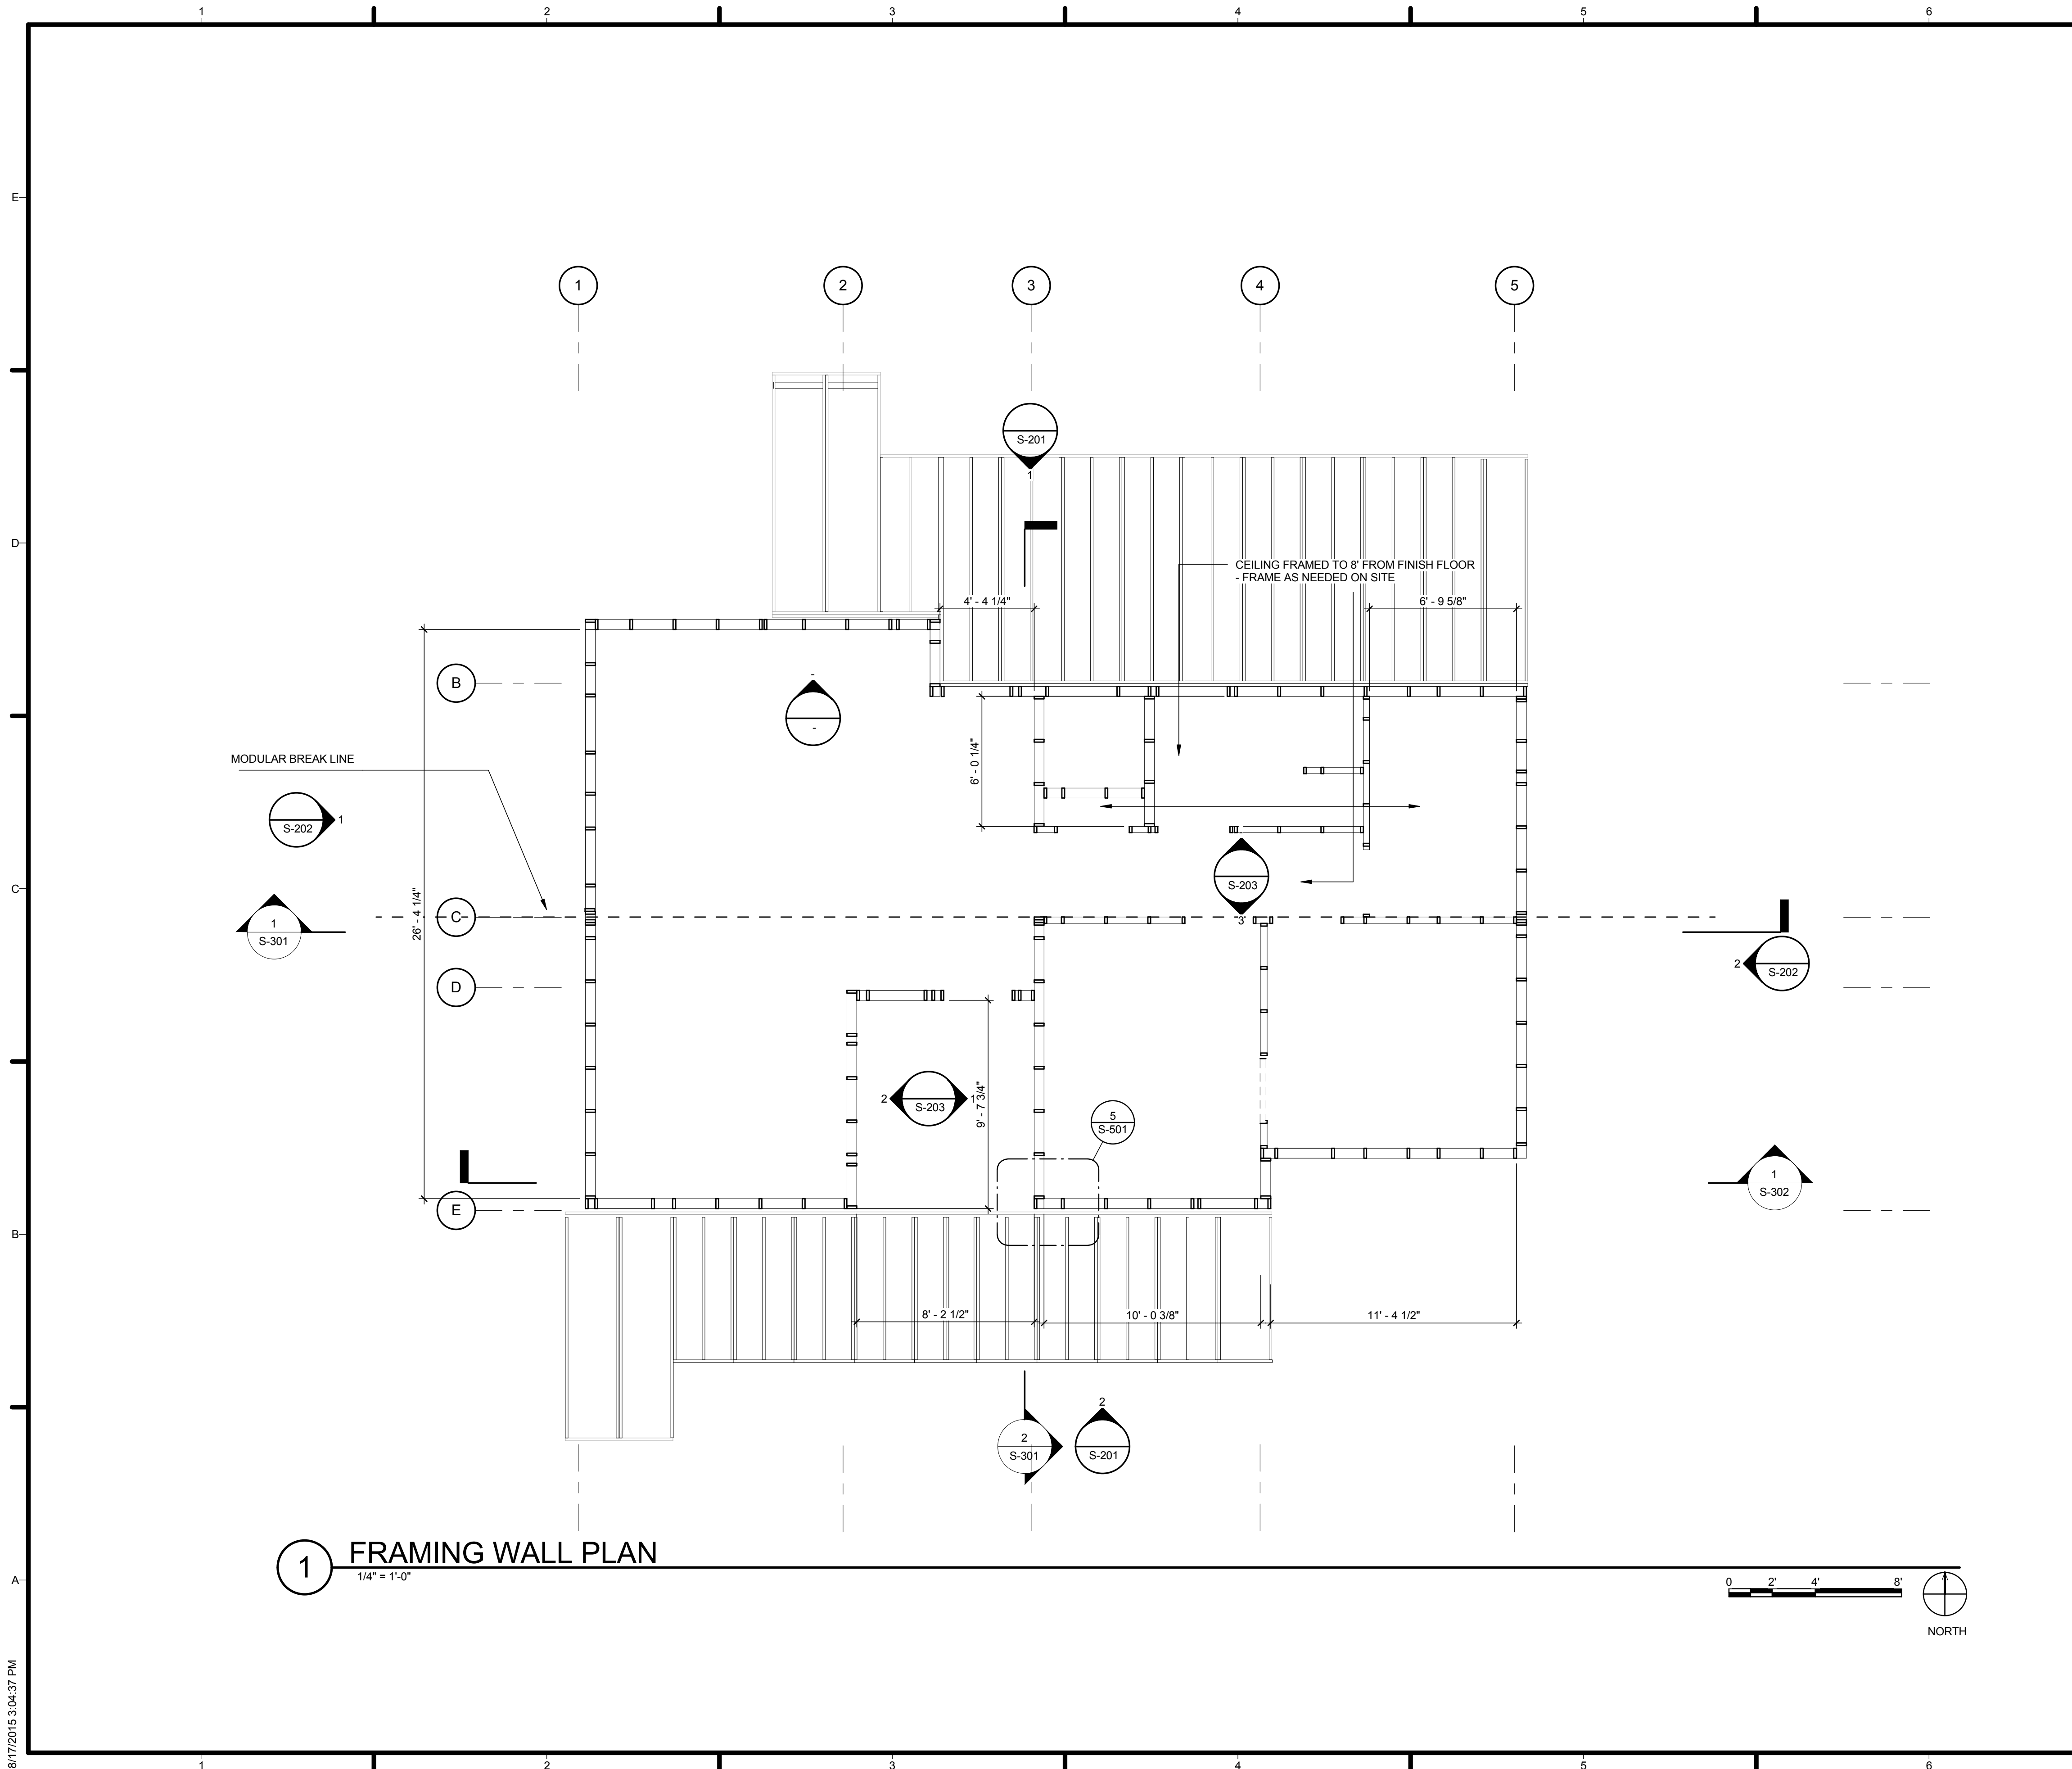 1 2 3 4 5 6
E
1 2 3 4 5
S-201
1
D
CEILING FRAMED TO 8' FROM FINISH FLOOR
- FRAME AS NEEDED ON SITE
4' - 4 1/4"
6' - 9 5/8"
B
-
-
6' - 0 1/4"
MODULAR BREAK LINE
S-202
1
-
S-203
3
C
26' - 4 1/4"
C
1
S-301
2
S-202
D
2
S-203
1
9' - 7 3/4"
5
S-501
1
S-302
E
B
8' - 2 1/2"
10' - 0 3/8"
11' - 4 1/2"
2
S-301
2
S-201
1
FRAMING WALL PLAN
1/4" = 1'-0"
A
0 2' 4' 8'
NORTH
8/17/2015 3:04:37 PM
1 2 3 4 5 6